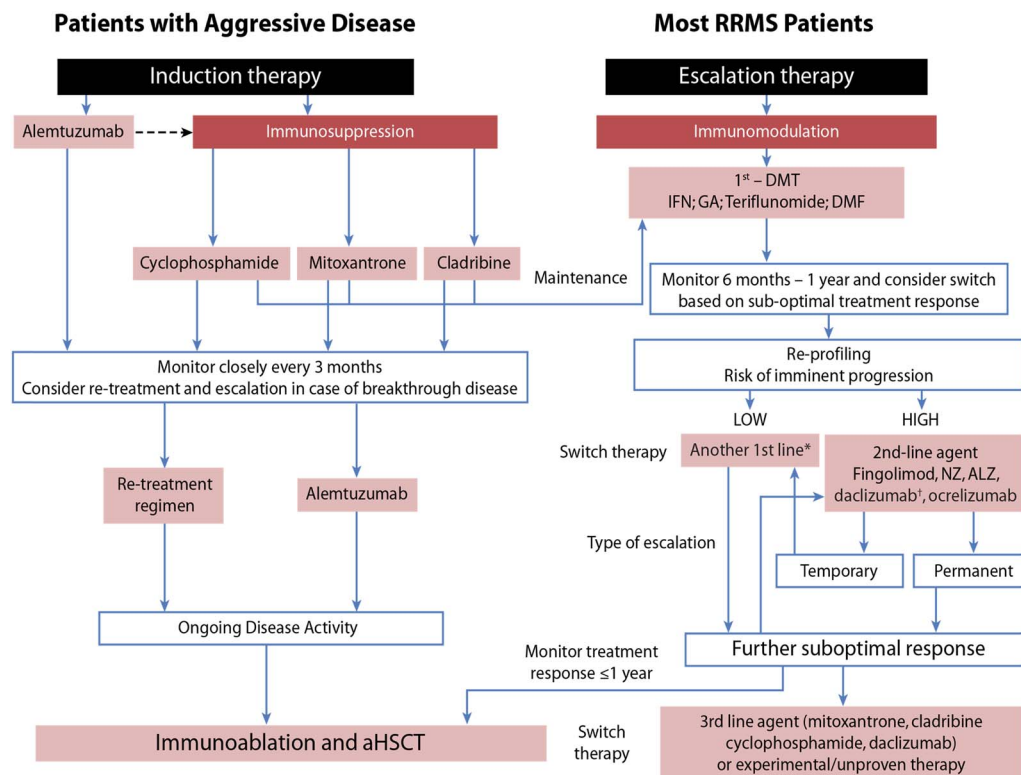 Patients with Aggressive Disease
Most RRMS Patients
Induction therapy
Escalation therapy
Alemtuzumab
Immunosuppression
Immunomodulation
1st – DMT
IFN; GA; Teriflunomide; DMF
Cyclophosphamide
Mitoxantrone
Cladribine
Maintenance
Monitor 6 months – 1 year and consider switch
based on sub-optimal treatment response
Monitor closely every 3 months
Consider re-treatment and escalation in case of breakthrough disease
Re-profiling
Risk of imminent progression
LOW
HIGH
Switch therapy
Another 1st line*
2nd-line agent
Fingolimod, NZ, ALZ,
daclizumab†, ocrelizumab
Re-treatment
regimen
Alemtuzumab
Type of escalation
Temporary
Permanent
Ongoing Disease Activity
Further suboptimal response
Monitor treatment
response ≤1 year
Immunoablation and aHSCT
Switch
therapy
3rd line agent (mitoxantrone, cladribine
cyclophosphamide, daclizumab)
or experimental/unproven therapy